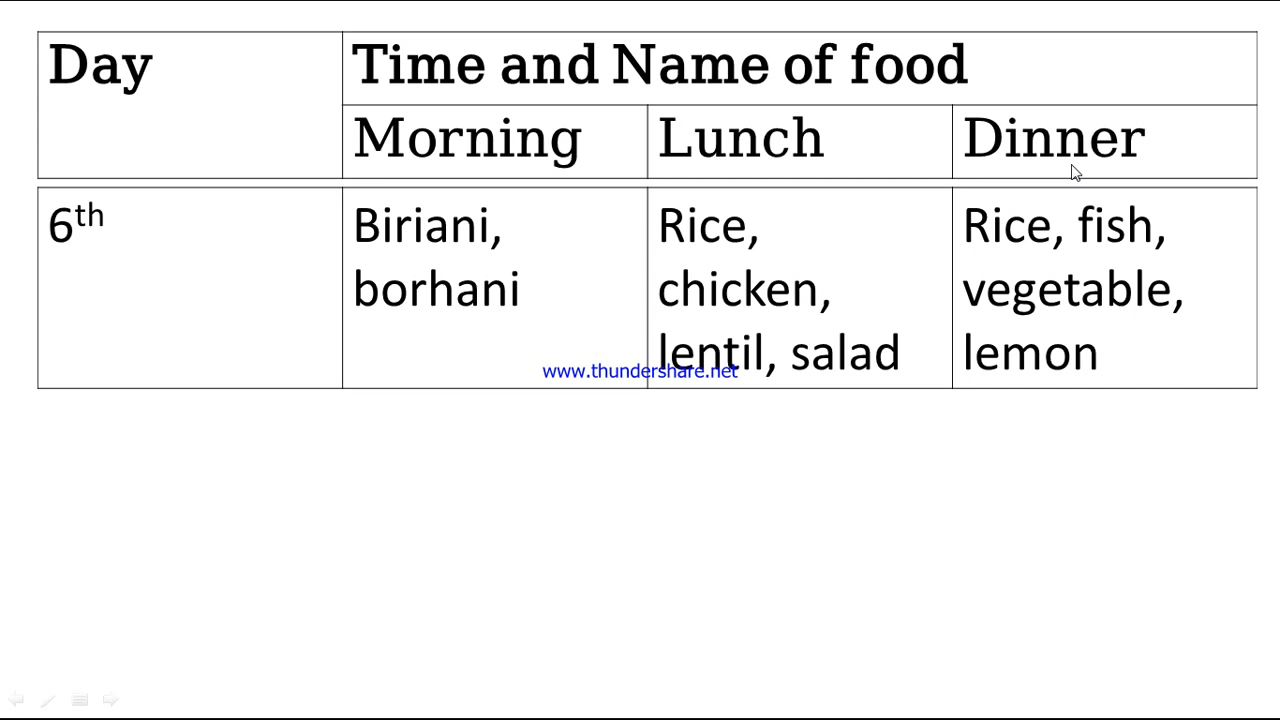 Day
Time and Name of food
Morning
Lunch
Dinner
6th
Biriani,
borhani
Rice,
chicken,
lentil, salad
Rice, fish,
vegetable,
lemon
www.thundershare.net